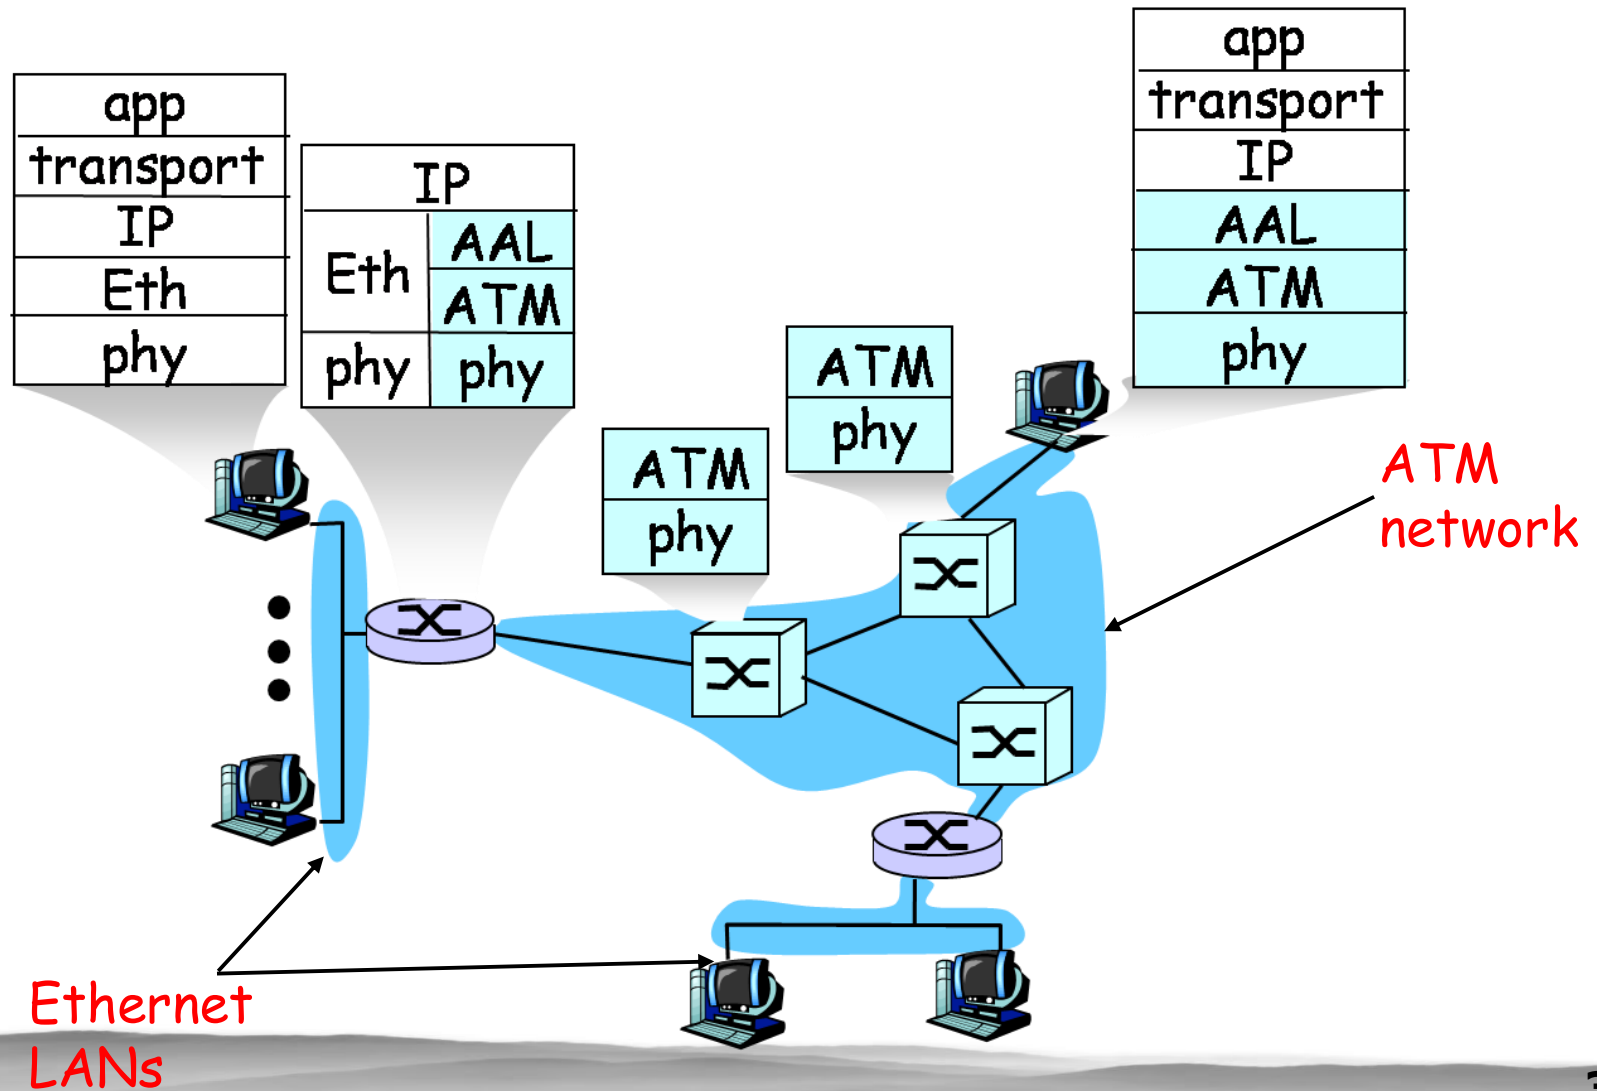 app
transport
IP
Eth
phy
IP
Eth
AAL
ATM
phy
phy
ATM
phy
ATM
phy
app
transport
IP
AAL
ATM
phy
ATM
network
Ethernet
LANs